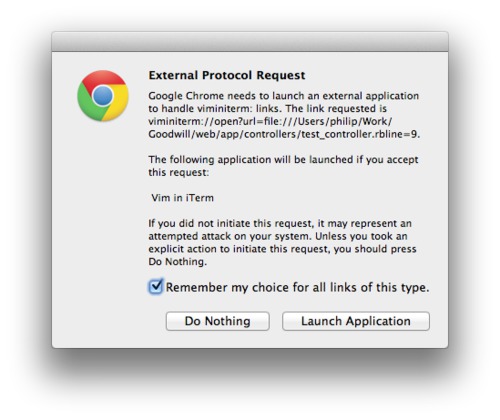 External Protocol Request
Google Chrome needs to launch an external application
to handle viminiterm: links. The link requested is
viminiterm://open?url=file:///Users/philip/Work/
Goodwill/web/app/controllers/test_controller.rbline=9.
The following application will be launched if you accept
this request:
Vim in iTerm
If you did not initiate this request, it may represent an
attempted attack on your system. Unless you took an
explicit action to initiate this request, you should press
Do Nothing.
Remember my choice for all links of this type.
Do Nothing
Launch Application